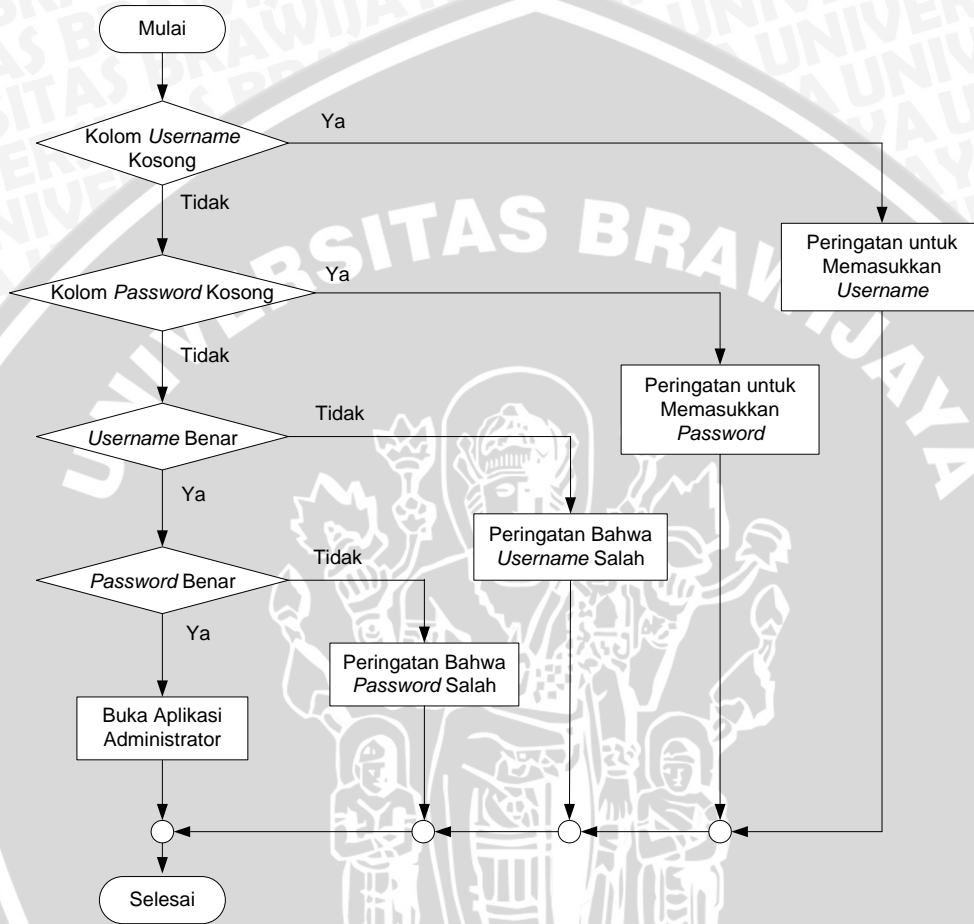 Mulai
Kolom Username
Kosong
Ya
Tidak
Peringatan untuk
Memasukkan
Username
Kolom Password Kosong
Ya
Tidak
Peringatan untuk
Memasukkan
Password
Username Benar
Tidak
Ya
Peringatan Bahwa
Username Salah
Password Benar
Tidak
Ya
Peringatan Bahwa
Password Salah
Buka Aplikasi
Administrator
Selesai
UNIVERSITAS BRAWIJAYA